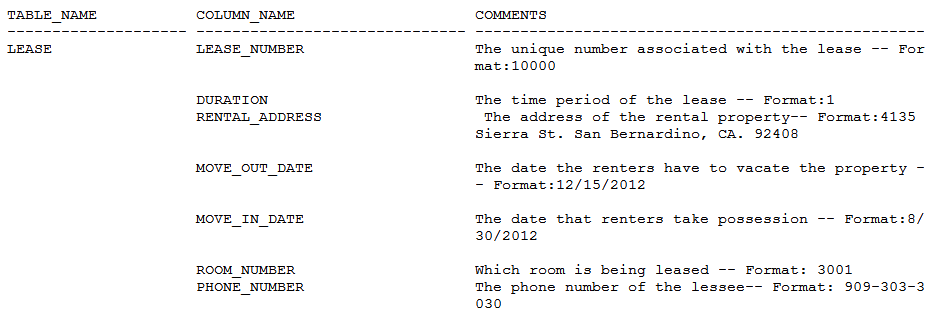 TABLE_NAME COLUMN_NAME COMMENTS
-------------------- ------------------------------ --------------------------------------------------
LEASE LEASE_NUMBER The unique number associated with the lease -- For
mat:10000
DURATION The time period of the lease -- Format:1
RENTAL_ADDRESS The address of the rental property-- Format:4135
Sierra St. San Bernardino, CA. 92408
MOVE_OUT_DATE The date the renters have to vacate the property -
- Format:12/15/2012
MOVE_IN_DATE The date that renters take possession -- Format:8/
30/2012
ROOM_NUMBER Which room is being leased -- Format: 3001
PHONE_NUMBER The phone number of the lessee-- Format: 909-303-3
030